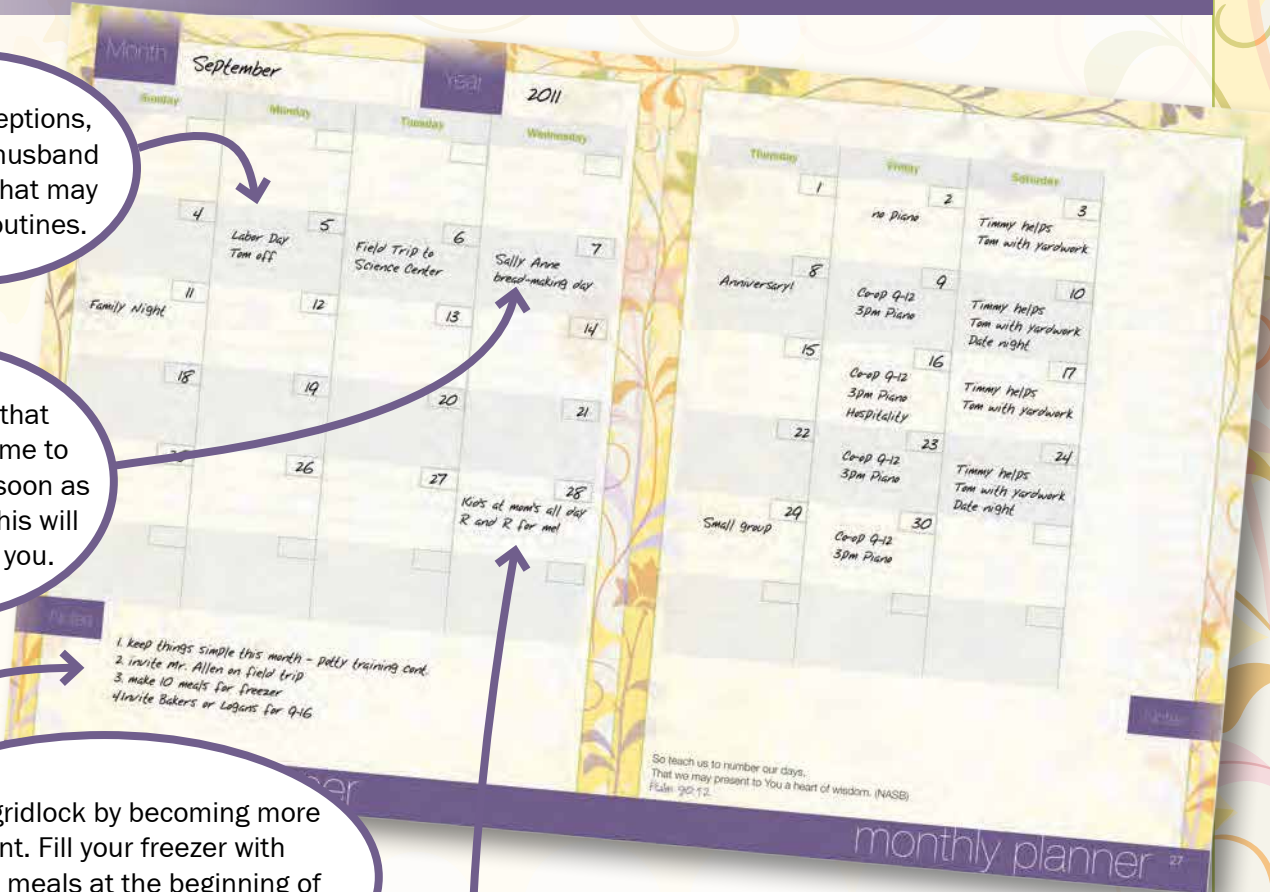 Month
September
Year
2011
Sunday
Monday
Tuesday
Wednesday
4
5
Labor Day
Tom off
6
Field Trip to
Science Center
7
Sally Anne
bread-making day
11
Family Night
12
13
14
18
19
20
21
25
26
27
28
Kids at mom's all day
R and R for me!
Notes
1. keep things simple this month - potty training cont.
2. invite Mr. Allen on field trip
3. make 10 meals for freezer
4 Invite Bakers or Logans for 9-16
Thursday
Friday
Saturday
1
2
no piano
3
Timmy helps
Tom with yardwork
8
Anniversary!
9
Co-op 9-12
3pm Piano
10
Timmy helps
Tom with yardwork
Date night
15
16
Co-op 9-12
3pm Piano
Hospitality
17
Timmy helps
Tom with yardwork
22
23
Co-op 9-12
3pm Piano
24
Timmy helps
Tom with yardwork
Date night
29
Small group
30
Co-op 9-12
3pm Piano
Notes
So teach us to number our days,
That we may present to You a heart of wisdom. (NASB)
Psalm 90:12
monthly planner 27
eptions,
husband
hat may
outines.
that
me to
soon as
his will
you.
gridlock by becoming more
nt. Fill your freezer with
meals at the beginning of